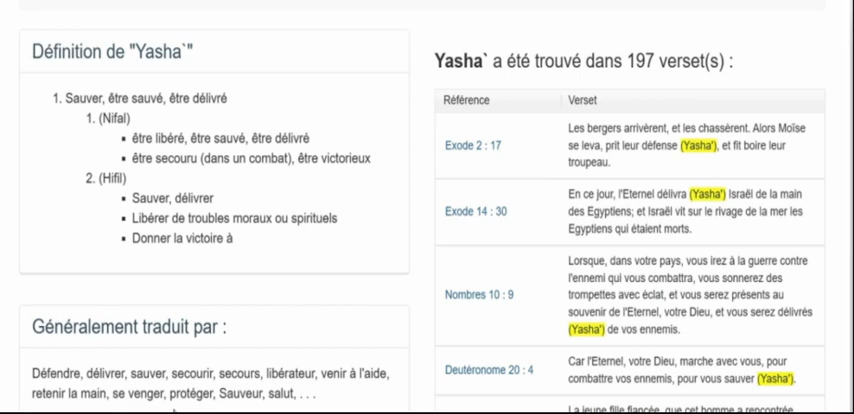 Définition de "Yasha`"
1. Sauver, être sauvé, être délivré
1. (Nifal)
▪ être libéré, être sauvé, être délivré
▪ être secouru (dans un combat), être victorieux
2. (Hifil)
▪ Sauver, délivrer
▪ Libérer de troubles moraux ou spirituels
▪ Donner la victoire à
Généralement traduit par :
Défendre, délivrer, sauver, secourir, secours, libérateur, venir à l'aide,
retenir la main, se venger, protéger, Sauveur, salut, . . .
Yasha` a été trouvé dans 197 verset(s) :
Référence Verset
Exode 2 : 17
Les bergers arrivèrent, et les chassèrent. Alors Moïse
se leva, prit leur défense (Yasha'), et fit boire leur
troupeau.
Exode 14 : 30
En ce jour, l'Eternel délivra (Yasha') Israël de la main
des Egyptiens; et Israël vit sur le rivage de la mer les
Egyptiens qui étaient morts.
Nombres 10 : 9
Lorsque, dans votre pays, vous irez à la guerre contre
l'ennemi qui vous combattra, vous sonnerez des
trompettes avec éclat, et vous serez présents au
souvenir de l'Eternel, votre Dieu, et vous serez délivrés
(Yasha') de vos ennemis.
Deutéronome 20 : 4
Car l'Eternel, votre Dieu, marche avec vous, pour
combattre vos ennemis, pour vous sauver (Yasha').
La jeune fille fiancée, que cet homme a rencontrée